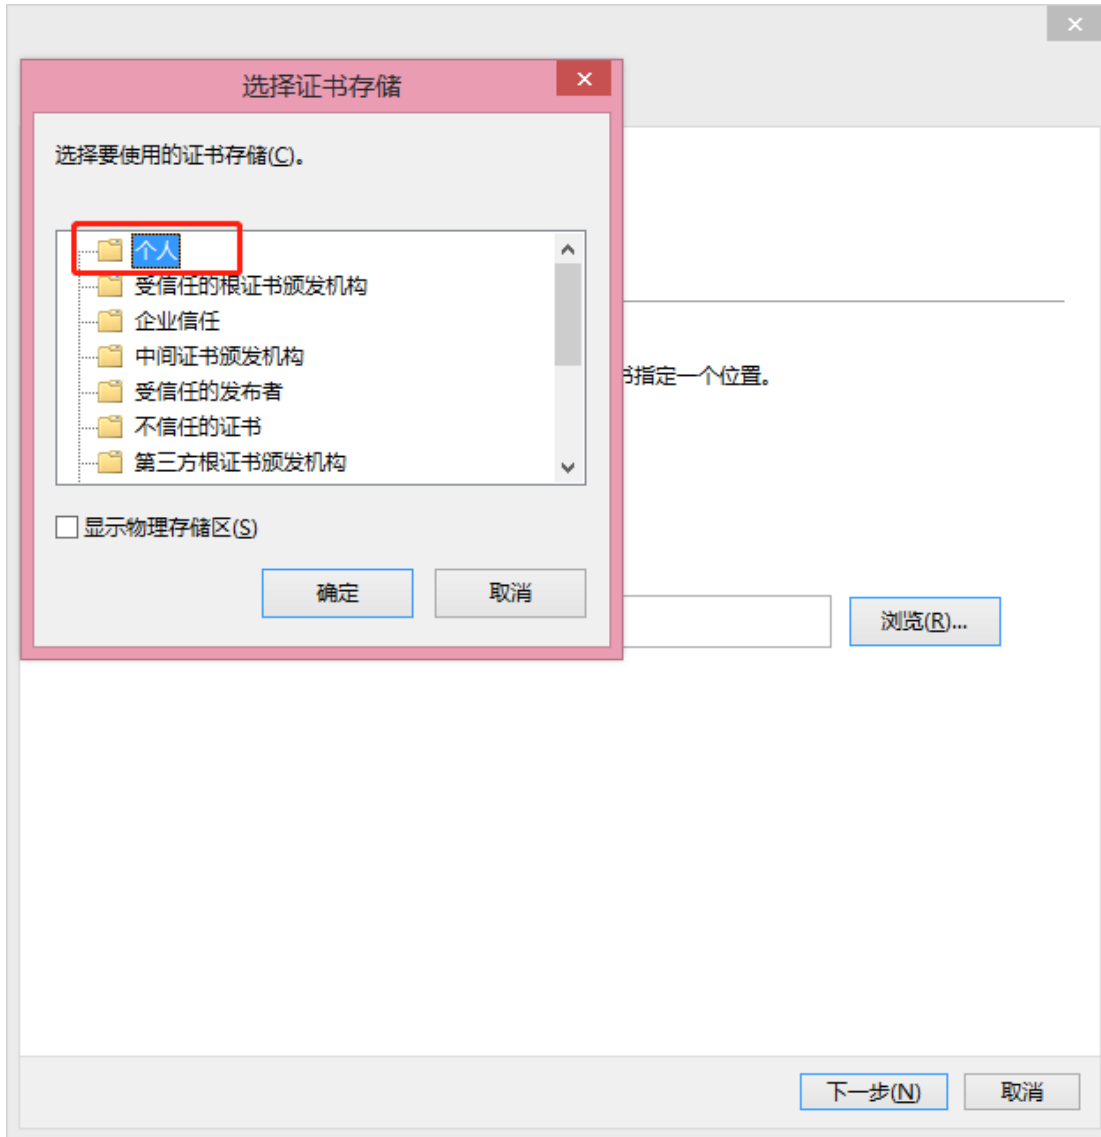 选择证书存储
选择要使用的证书存储(C)。
个人
受信任的根证书颁发机构
企业信任
中间证书颁发机构
受信任的发布者
不信任的证书
第三方根证书颁发机构
显示物理存储区(S)
确定
取消
书指定一个位置。
浏览(R)...
下一步(N)
取消